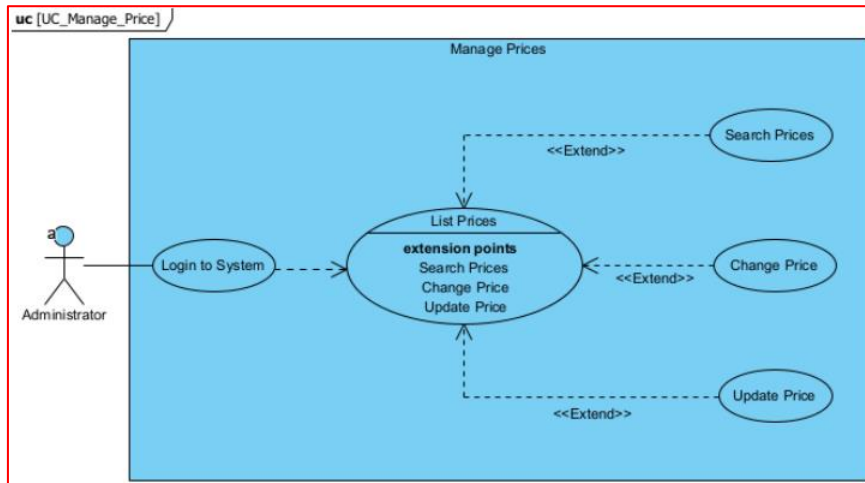 uc [UC_Manage_Price]
Manage Prices
Search Prices
<<Extend>>
List Prices
extension points
Search Prices
Change Price
Update Price
a
Administrator
Login to System
<<Extend>>
Change Price
<<Extend>>
Update Price